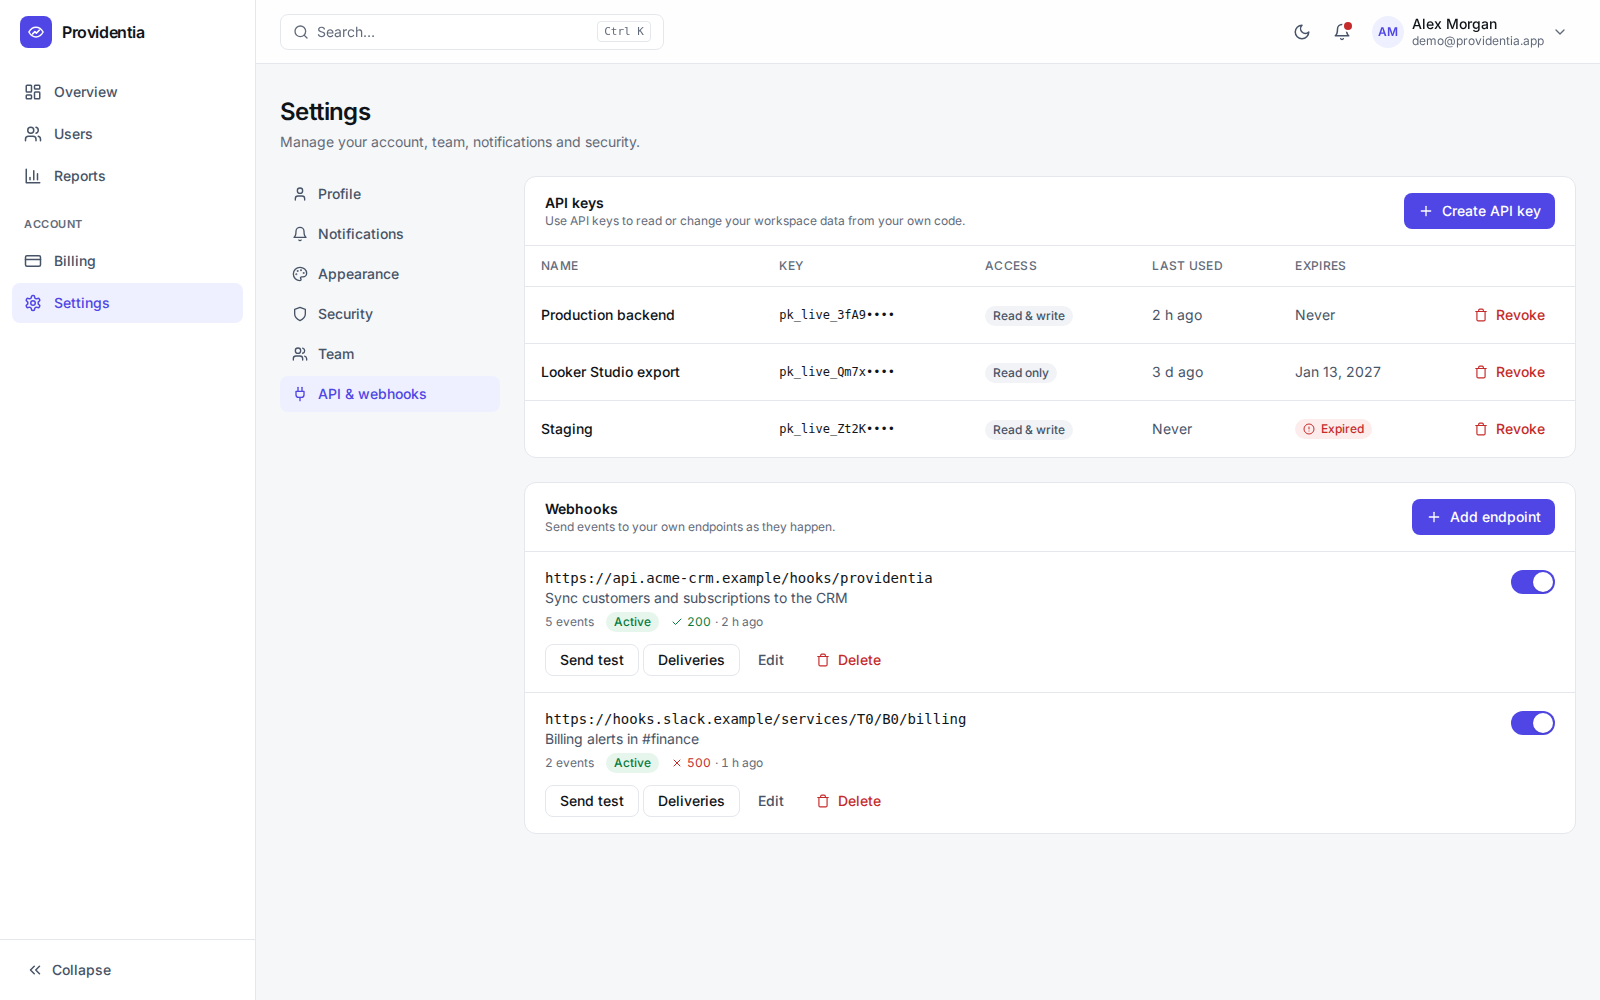 Providentia
Search...
Ctrl K
AM
Alex Morgan
demo@providentia.app
Overview
Users
Reports
ACCOUNT
Billing
Settings
Collapse
Settings
Manage your account, team, notifications and security.
Profile
Notifications
Appearance
Security
Team
API & webhooks
API keys
Use API keys to read or change your workspace data from your own code.
Create API key
NAME KEY ACCESS LAST USED EXPIRES
Production backend pk_live_3fA9•••• Read & write 2 h ago Never Revoke
Looker Studio export pk_live_Qm7x•••• Read only 3 d ago Jan 13, 2027 Revoke
Staging pk_live_Zt2K•••• Read & write Never Expired Revoke
Webhooks
Send events to your own endpoints as they happen.
Add endpoint
https://api.acme-crm.example/hooks/providentia
Sync customers and subscriptions to the CRM
5 events Active 200 · 2 h ago
Send test Deliveries Edit Delete
https://hooks.slack.example/services/T0/B0/billing
Billing alerts in #finance
2 events Active 500 · 1 h ago
Send test Deliveries Edit Delete